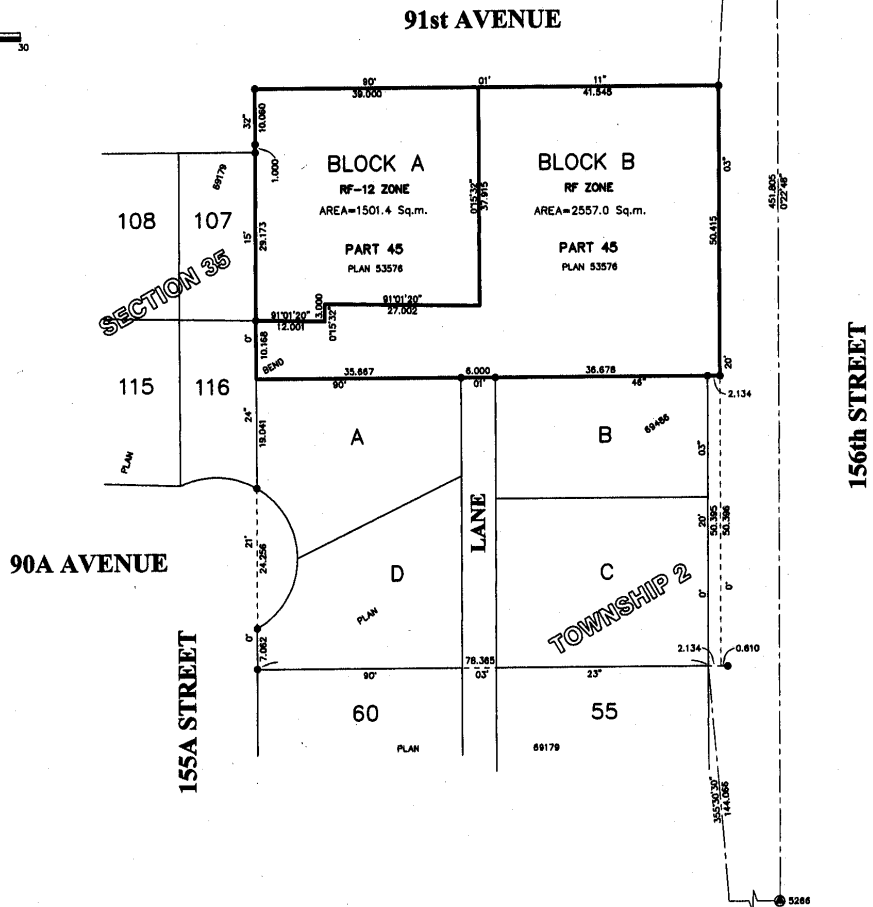 91st AVENUE
30
90' 01' 11"
39.000 41.548
32"
10.060
1.000
69179
108
107
15'
29.173
SECTION 35
BLOCK A
RF-12 ZONE
AREA=1501.4 Sq.m.
PART 45
PLAN 53576
0'15'32"
37.915
BLOCK B
RF ZONE
AREA=2557.0 Sq.m.
PART 45
PLAN 53576
03"
50.415
20'
451.805
0'22'46"
91'01'20"
12.001
3.000
0'15'32"
91'01'20"
27.002
0'
10.168
BEND
35.667 6.000 36.678
90' 01' 46"
2.134
115
116
PLAN
24"
19.041
A
B
69486
03"
156th STREET
LANE
20'
50.395
50.396
0'
0'
90A AVENUE
21'
24.256
D
C
PLAN
TOWNSHIP 2
0'
7.062
78.365
90' 03' 23"
2.134
0.610
155A STREET
60
55
PLAN 69179
355'30'30"
144.066
5266